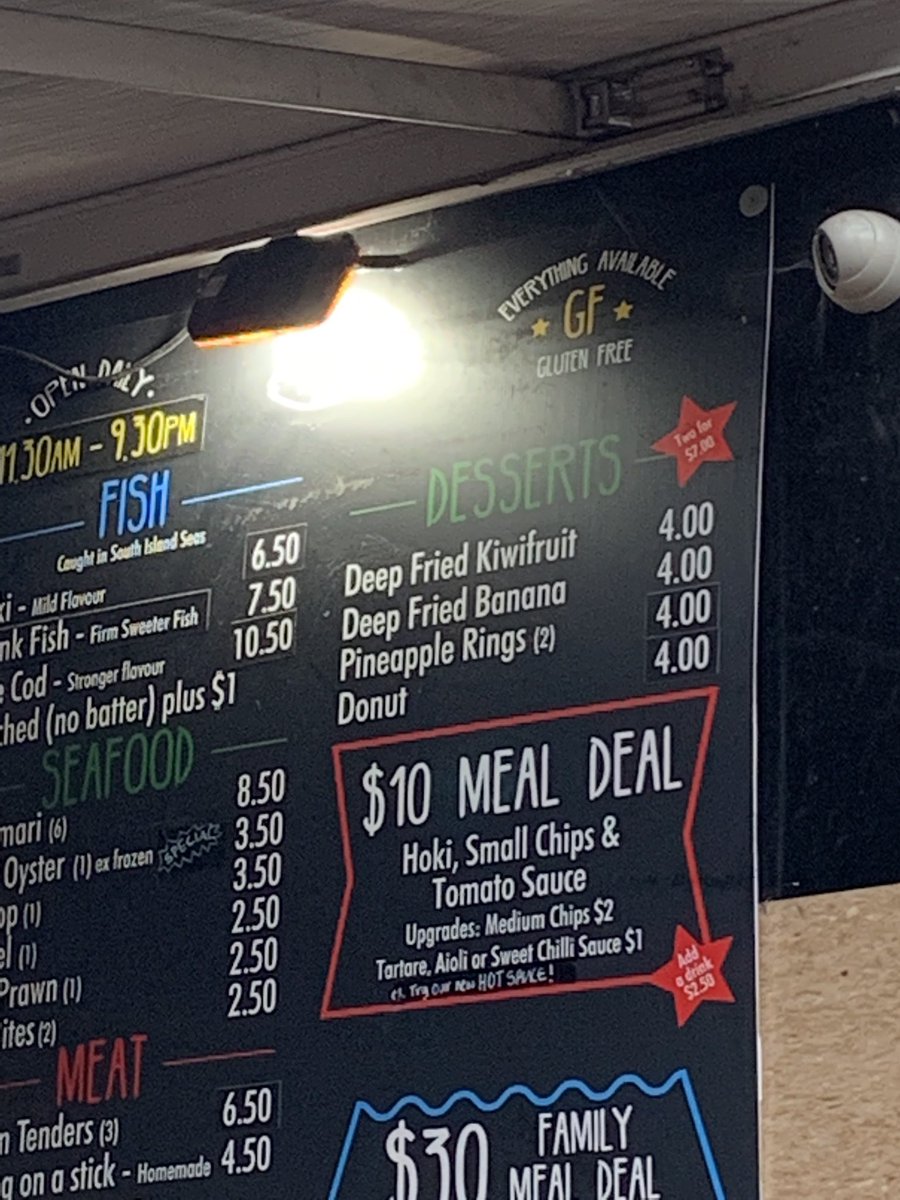 OPEN DAILY
11.30AM - 9.30PM
FISH
Caught in South Island Seas
6.50
ki - Mild Flavour 7.50
nk Fish - Firm Sweeter Fish 10.50
e Cod - Stronger flavour
ched (no batter) plus $1
SEAFOOD
mari (6) 8.50
Oyster (1) ex frozen SPECIAL 3.50
op (1) 3.50
el (1) 2.50
Prawn (1) 2.50
ites (2) 2.50
MEAT
n Tenders (3) 6.50
g on a stick - Homemade 4.50
EVERYTHING AVAILABLE
GF
GLUTEN FREE
DESSERTS
Two for
$7.00
Deep Fried Kiwifruit 4.00
Deep Fried Banana 4.00
Pineapple Rings (2) 4.00
Donut 4.00
$10 MEAL DEAL
Hoki, Small Chips &
Tomato Sauce
Upgrades: Medium Chips $2
Tartare, Aioli or Sweet Chilli Sauce $1
Try our new HOT SAUCE!
Add
a drink
$2.50
$30 FAMILY
MEAL DEAL